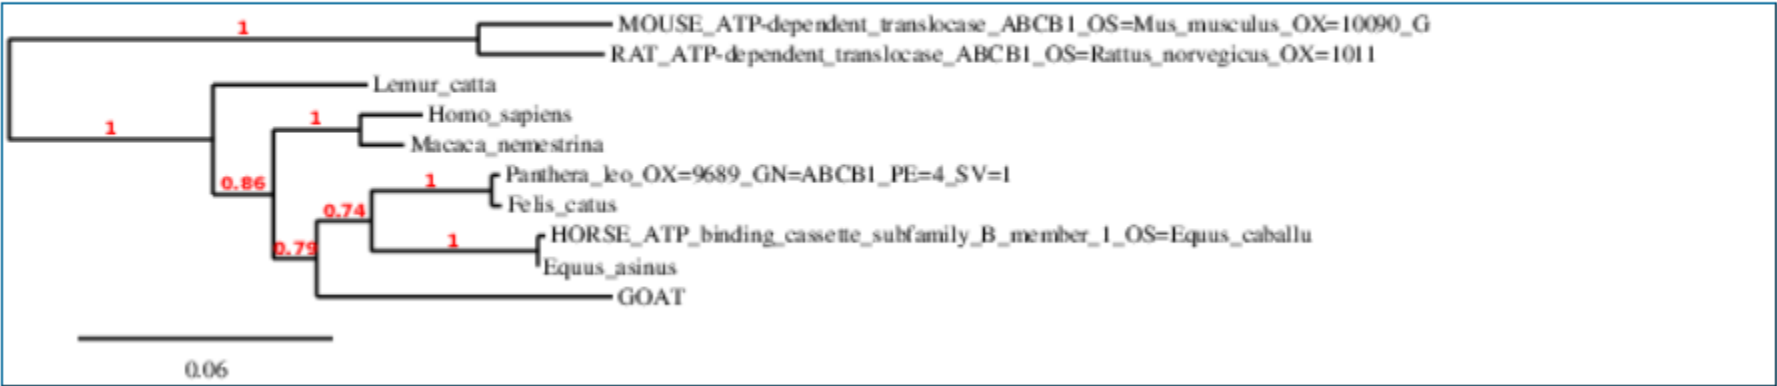 1
MOUSE_ATP-dependent_translocase_ABCB1_OS=Mus_musculus_OX=10090_G
RAT_ATP-dependent_translocase_ABCB1_OS=Rattus_norvegicus_OX=1011
Lemur_catta
1
1
Homo_sapiens
Macaca_nemestrina
0.86
1
Panthera_leo_OX=9689_GN=ABCB1_PE=4_SV=1
Felis_catus
0.74
0.79
1
HORSE_ATP_binding_cassette_subfamily_B_member_1_OS=Equus_caballu
Equus_asinus
GOAT
0.06